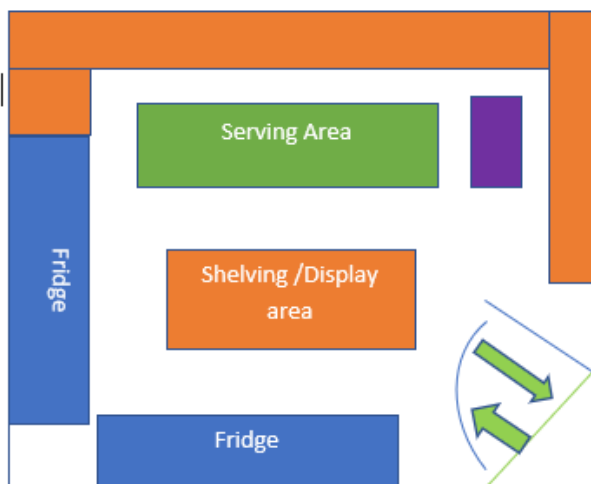 Serving Area
Shelving /Display
area
Fridge
Fridge